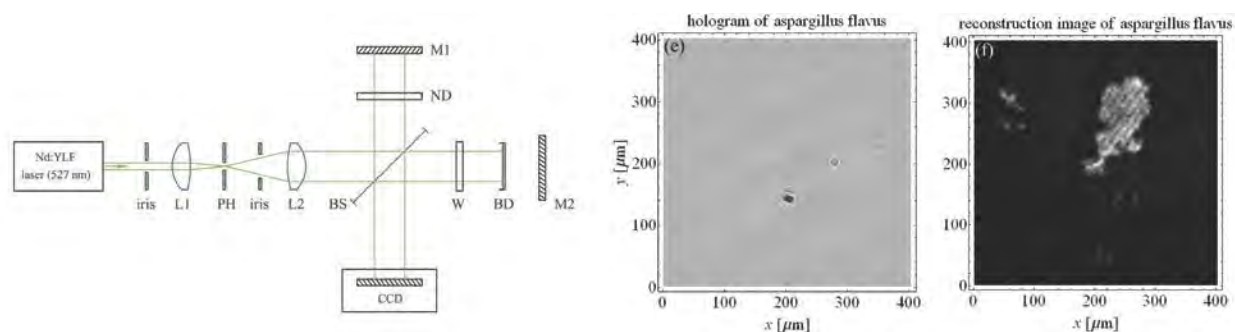 M1
ND
Nd:YLF
laser (527 nm)
iris
L1
PH
iris
L2
BS
W
BD
M2
CCD
hologram of aspargillus flavus
(e)
400
300
200
100
0
0
100
200
300
400
y [μm]
x [μm]
reconstruction image of aspargillus flavus
(f)
400
300
200
100
0
0
100
200
300
400
x [μm]